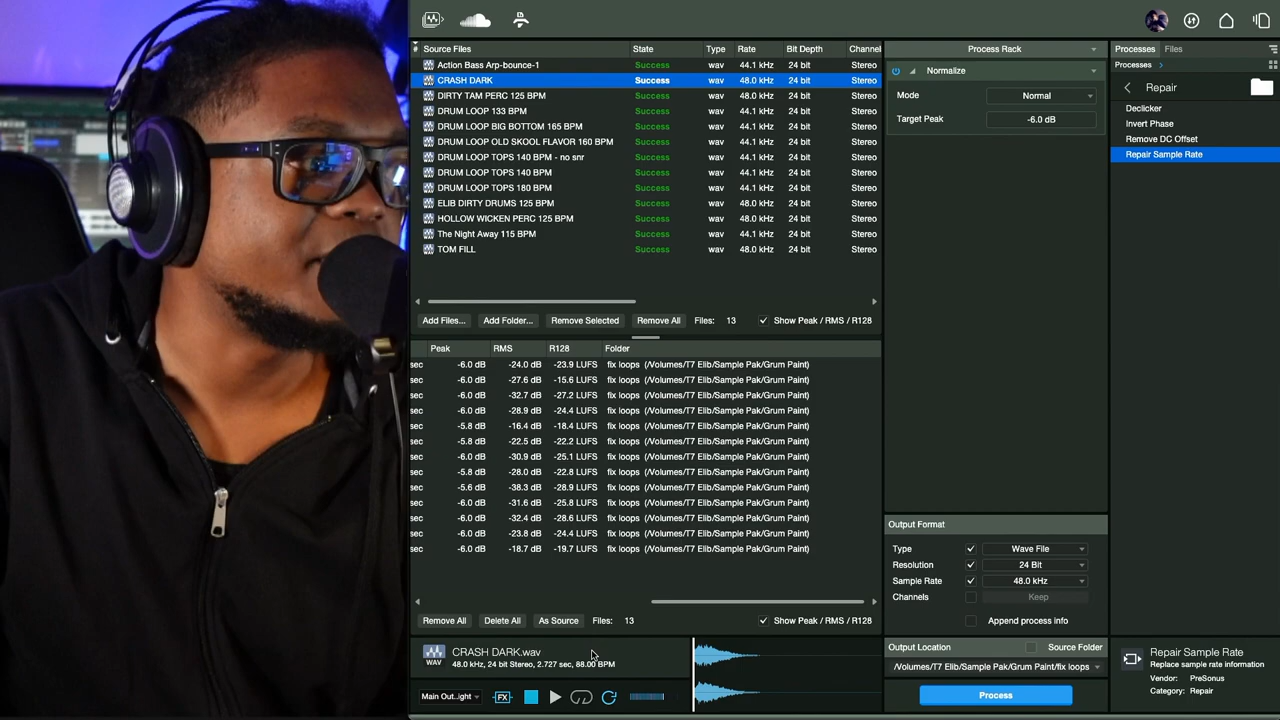 Source Files State Type Rate Bit Depth Channel
Action Bass Arp-bounce-1 Success wav 44.1 kHz 24 bit Stereo
CRASH DARK Success wav 48.0 kHz 24 bit Stereo
DIRTY TAM PERC 125 BPM Success wav 48.0 kHz 24 bit Stereo
DRUM LOOP 133 BPM Success wav 44.1 kHz 24 bit Stereo
DRUM LOOP BIG BOTTOM 165 BPM Success wav 44.1 kHz 24 bit Stereo
DRUM LOOP OLD SKOOL FLAVOR 160 BPM Success wav 44.1 kHz 24 bit Stereo
DRUM LOOP TOPS 140 BPM - no snr Success wav 44.1 kHz 24 bit Stereo
DRUM LOOP TOPS 140 BPM Success wav 44.1 kHz 24 bit Stereo
DRUM LOOP TOPS 180 BPM Success wav 44.1 kHz 24 bit Stereo
ELIB DIRTY DRUMS 125 BPM Success wav 48.0 kHz 24 bit Stereo
HOLLOW WICKEN PERC 125 BPM Success wav 48.0 kHz 24 bit Stereo
The Night Away 115 BPM Success wav 44.1 kHz 24 bit Stereo
TOM FILL Success wav 48.0 kHz 24 bit Stereo
Add Files... Add Folder... Remove Selected Remove All Files: 13 Show Peak / RMS / R128
Peak RMS R128 Folder
sec -6.0 dB -24.0 dB -23.9 LUFS fix loops (/Volumes/T7 Elib/Sample Pak/Grum Paint)
sec -6.0 dB -27.6 dB -15.6 LUFS fix loops (/Volumes/T7 Elib/Sample Pak/Grum Paint)
sec -6.0 dB -32.7 dB -27.2 LUFS fix loops (/Volumes/T7 Elib/Sample Pak/Grum Paint)
sec -6.0 dB -28.9 dB -24.4 LUFS fix loops (/Volumes/T7 Elib/Sample Pak/Grum Paint)
sec -5.8 dB -16.4 dB -18.4 LUFS fix loops (/Volumes/T7 Elib/Sample Pak/Grum Paint)
sec -5.8 dB -22.5 dB -22.2 LUFS fix loops (/Volumes/T7 Elib/Sample Pak/Grum Paint)
sec -6.0 dB -30.9 dB -25.1 LUFS fix loops (/Volumes/T7 Elib/Sample Pak/Grum Paint)
sec -5.8 dB -28.0 dB -22.8 LUFS fix loops (/Volumes/T7 Elib/Sample Pak/Grum Paint)
sec -5.6 dB -38.3 dB -28.9 LUFS fix loops (/Volumes/T7 Elib/Sample Pak/Grum Paint)
sec -6.0 dB -31.6 dB -25.8 LUFS fix loops (/Volumes/T7 Elib/Sample Pak/Grum Paint)
sec -6.0 dB -32.4 dB -28.6 LUFS fix loops (/Volumes/T7 Elib/Sample Pak/Grum Paint)
sec -6.0 dB -23.8 dB -24.4 LUFS fix loops (/Volumes/T7 Elib/Sample Pak/Grum Paint)
sec -6.0 dB -18.7 dB -19.7 LUFS fix loops (/Volumes/T7 Elib/Sample Pak/Grum Paint)
Remove All Delete All As Source Files: 13 Show Peak / RMS / R128
WAV
CRASH DARK.wav
48.0 kHz, 24 bit Stereo, 2.727 sec, 88.00 BPM
Main Out..ight FX
Process Rack
Normalize
Mode Normal
Target Peak -6.0 dB
Output Format
Type Wave File
Resolution 24 Bit
Sample Rate 48.0 kHz
Channels Keep
Append process info
Output Location Source Folder
/Volumes/T7 Elib/Sample Pak/Grum Paint/fix loops
Process
Processes Files
Processes
Repair
Declicker
Invert Phase
Remove DC Offset
Repair Sample Rate
Repair Sample Rate
Replace sample rate information
Vendor: PreSonus
Category: Repair